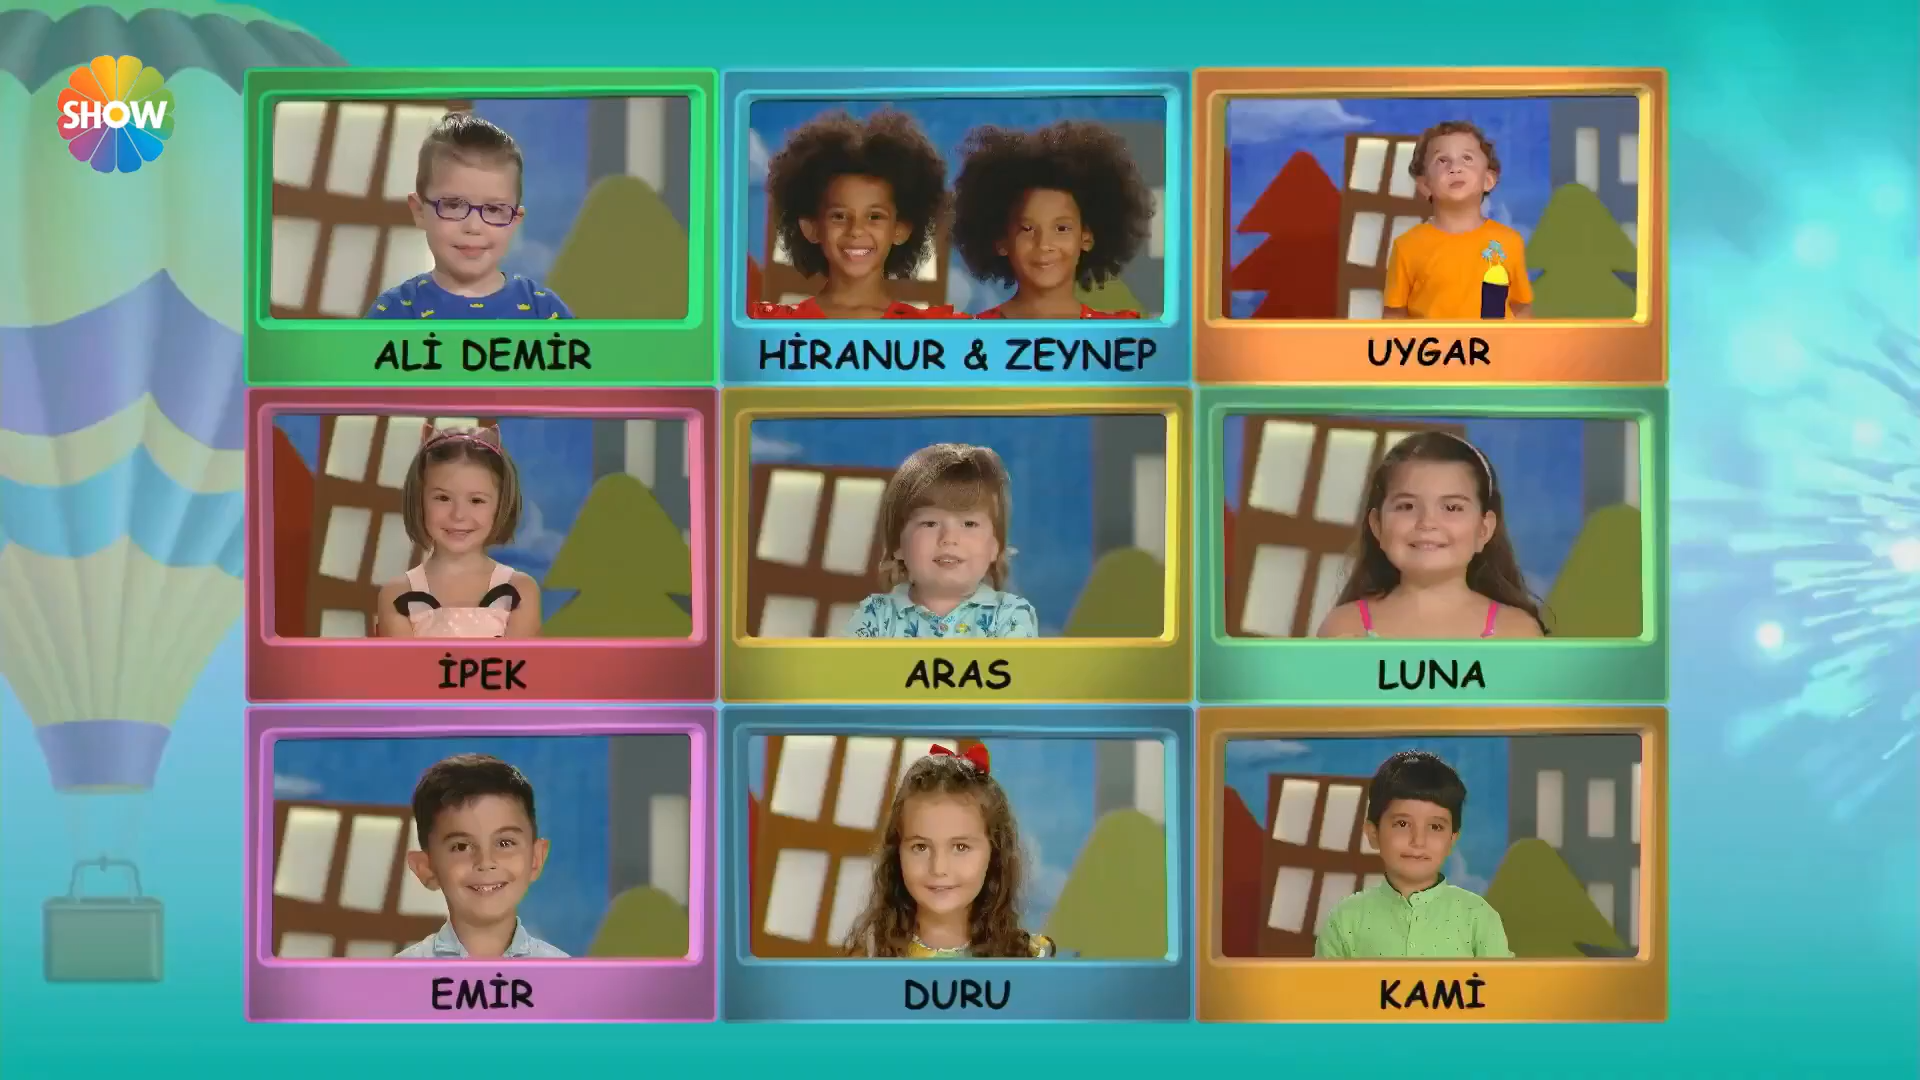 SHOW
ALİ DEMİR
HİRANUR & ZEYNEP
UYGAR
İPEK
ARAS
LUNA
EMİR
DURU
KAMİ